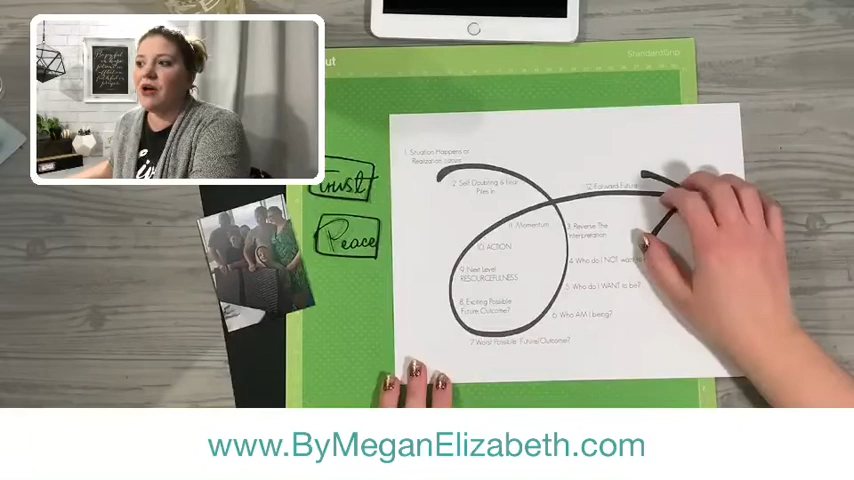 StandardGrip
1. Situation Happens or
Realization occurs
2. Self Doubting & Fear
Piles In
12. Forward Future
11. Momentum
3. Reverse The
Interpretation
10. ACTION
4. Who do I NOT want to
9. Next Level
RESOURCEFULNESS
5. Who do I WANT to be?
8. Exciting Possible
Future Outcome?
6. Who AM I being?
7. Worst Possible Future/Outcome?
Trust
Peace
www.ByMeganElizabeth.com